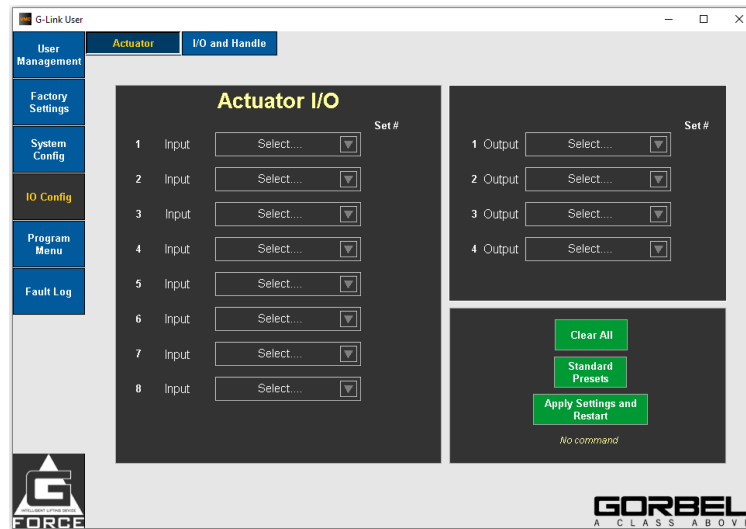 G-Link User
User
Management
Actuator
I/O and Handle
Factory
Settings
System
Config
IO Config
Program
Menu
Fault Log
Actuator I/O
Set #
1 Input Select....
2 Input Select....
3 Input Select....
4 Input Select....
5 Input Select....
6 Input Select....
7 Input Select....
8 Input Select....
Set #
1 Output Select....
2 Output Select....
3 Output Select....
4 Output Select....
Clear All
Standard
Presets
Apply Settings and
Restart
No command
G
INTELLIGENT LIFTING DEVICE
FORCE
GORBEL
A CLASS ABOVE